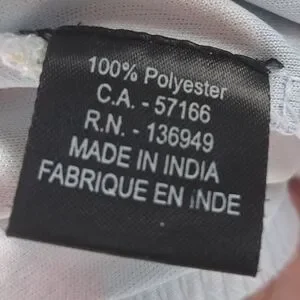 100% Polyester
C.A. - 57166
R.N. - 136949
MADE IN INDIA
FABRIQUE EN INDE